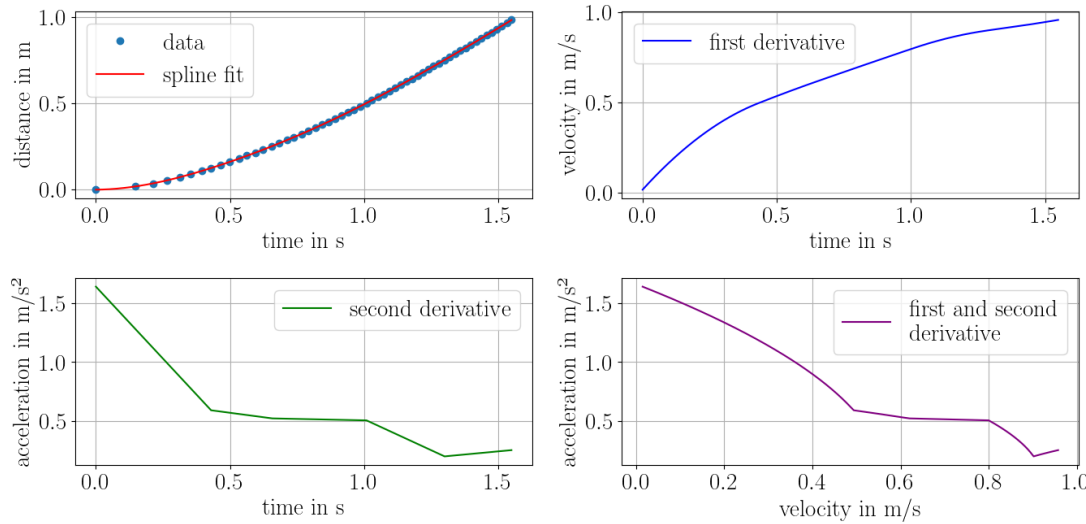 1.0
0.5
0.0
distance in m
data
spline fit
0.0 0.5 1.0 1.5
time in s
1.0
0.5
0.0
velocity in m/s
first derivative
0.0 0.5 1.0 1.5
time in s
1.5
1.0
0.5
acceleration in m/s²
second derivative
0.0 0.5 1.0 1.5
time in s
1.5
1.0
0.5
acceleration in m/s²
first and second
derivative
0.0 0.2 0.4 0.6 0.8 1.0
velocity in m/s